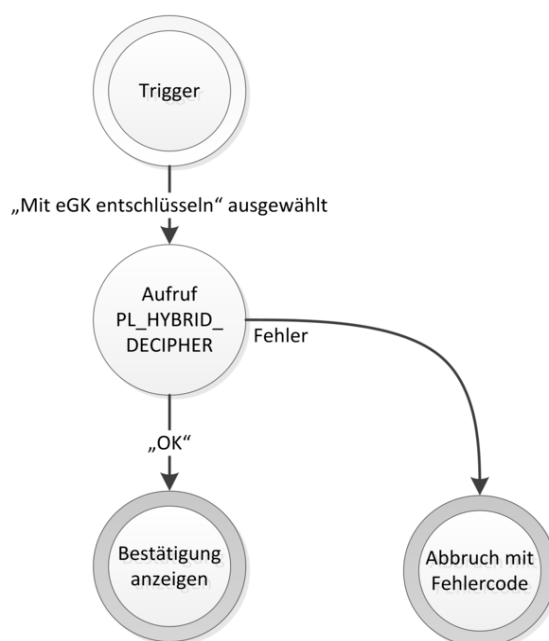 Trigger
„Mit eGK entschlüsseln“ ausgewählt
Aufruf
PL_HYBRID_
DECIPHER
Fehler
„OK“
Bestätigung
anzeigen
Abbruch mit
Fehlercode